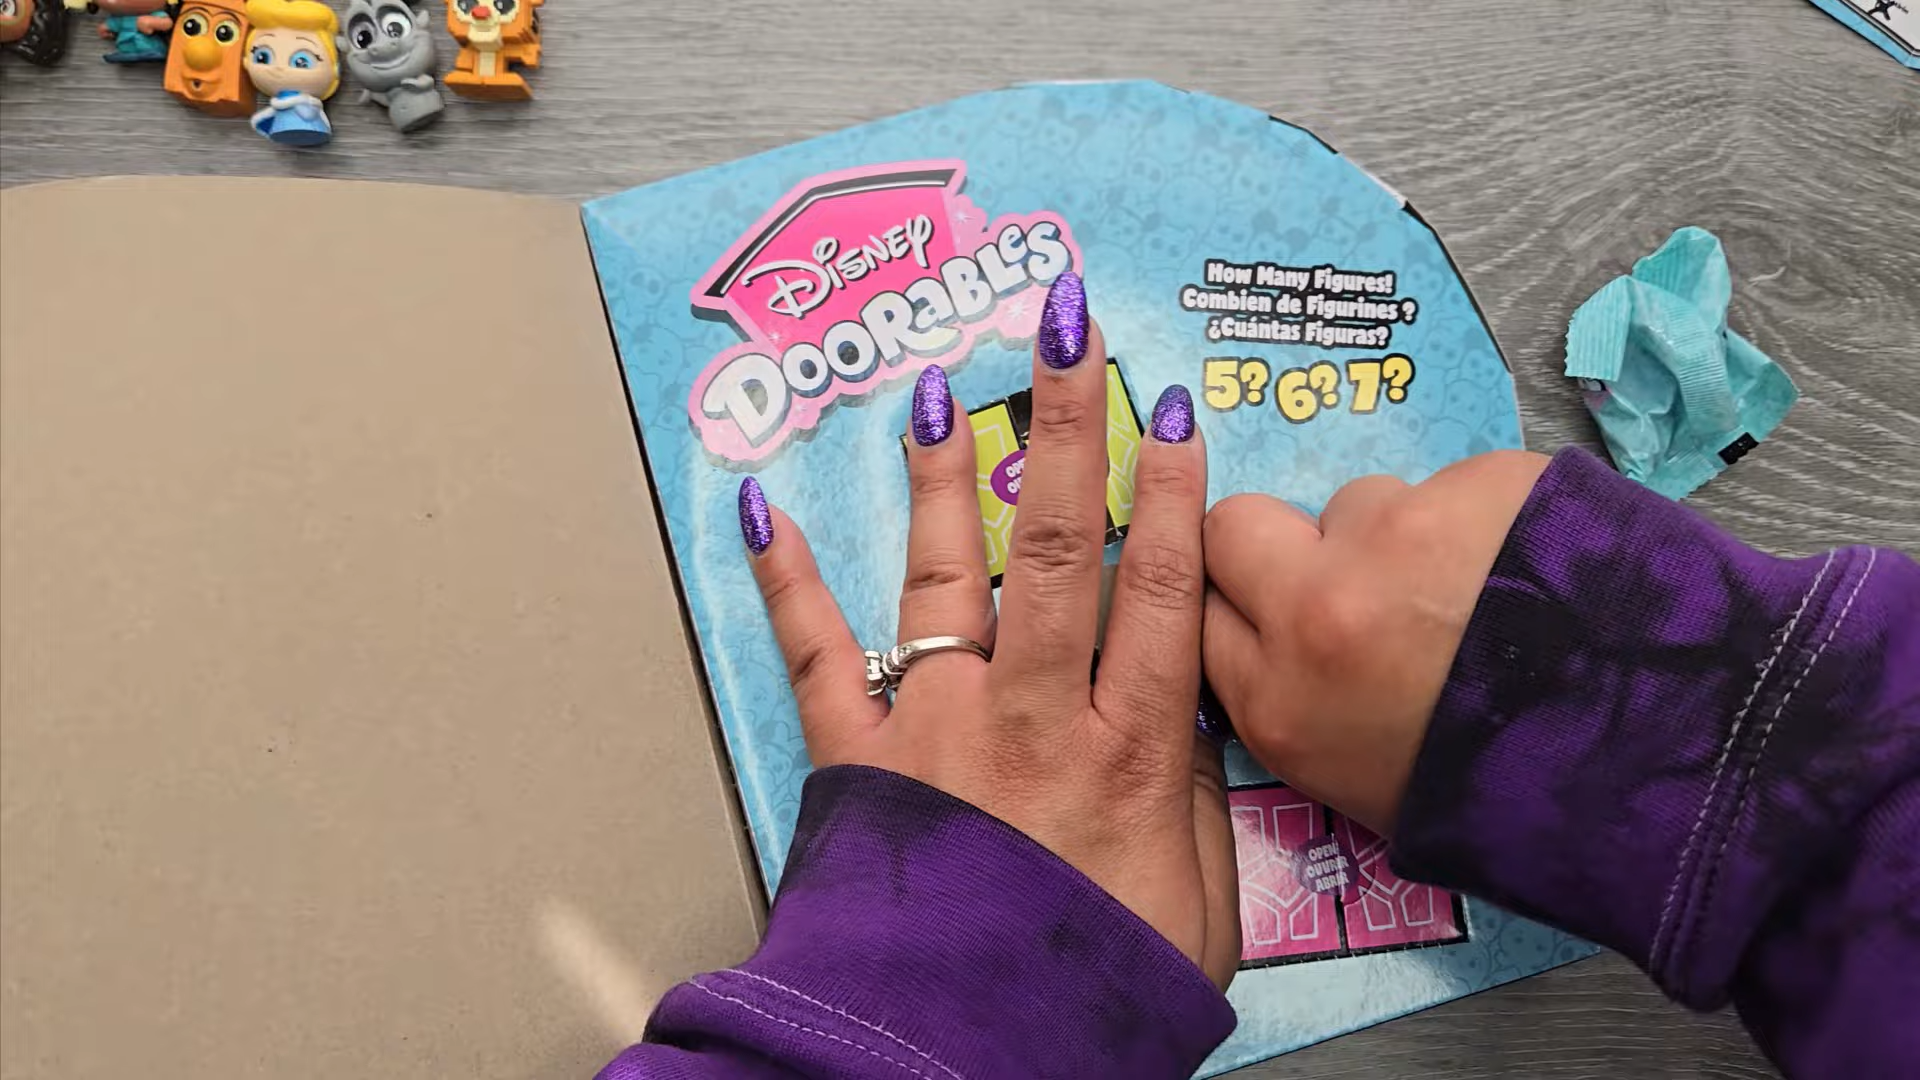 Disney
Doorables
How Many Figures!
Combien de Figurines ?
¿Cuántas Figuras?
5? 6? 7?
OPEN
OUVRIR
ABRIR